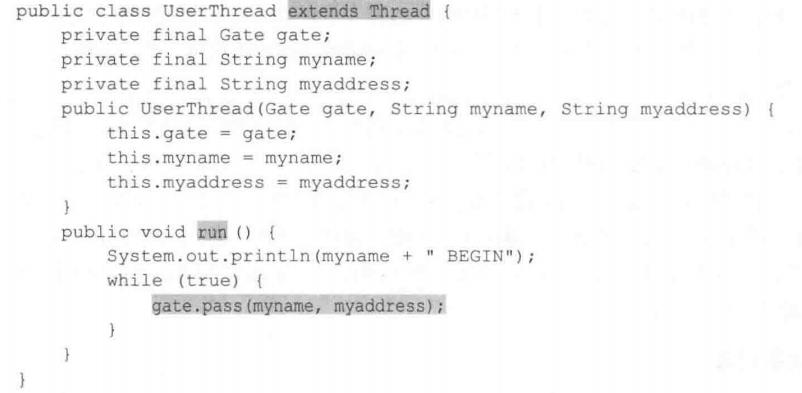 public class UserThread extends Thread {
    private final Gate gate;
    private final String myname;
    private final String myaddress;
    public UserThread(Gate gate, String myname, String myaddress) {
        this.gate = gate;
        this.myname = myname;
        this.myaddress = myaddress;
    }
    public void run () {
        System.out.println(myname + " BEGIN");
        while (true) {
            gate.pass(myname, myaddress);
        }
    }
}